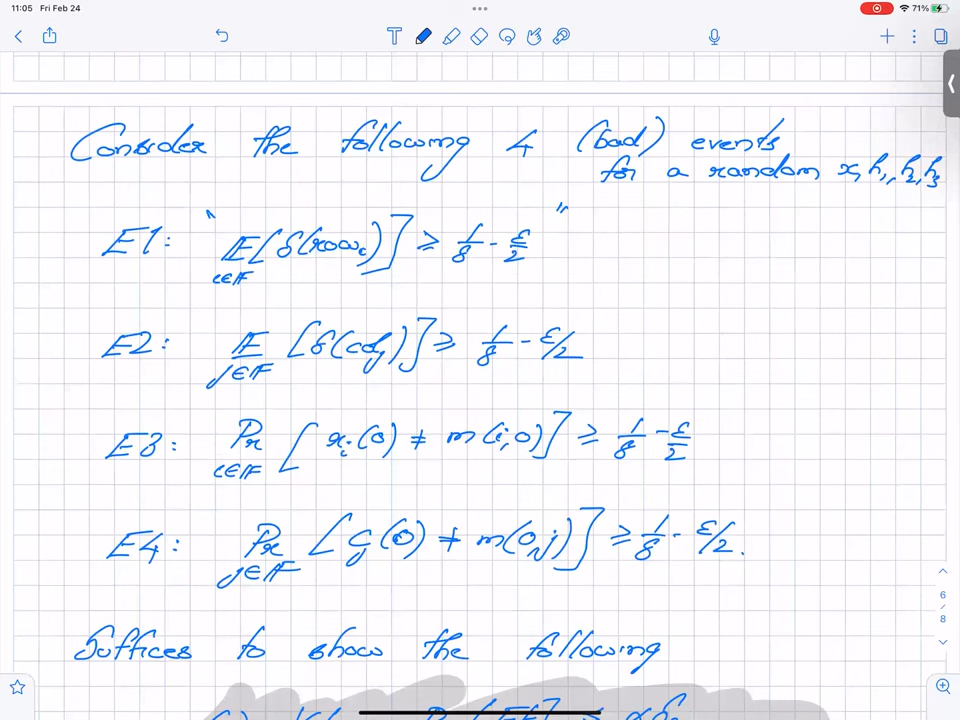 11:05 Fri Feb 24
71%
Consider the following 4 (bad) events
for a random x, h₁, h₂, h₃
E1: " 𝔼_{i∈𝔽} [δ(row_i)] ≥ 1/8 - ε/2 "
E2: 𝔼_{j∈𝔽} [δ(col_j)] ≥ 1/8 - ε/2
E3: Pr_{i∈𝔽} [r_i(0) ≠ m(i,0)] ≥ 1/8 - ε/2
E4: Pr_{j∈𝔽} [c_j(0) ≠ m(0,j)] ≥ 1/8 - ε/2.
6
/
8
Suffices to show the following